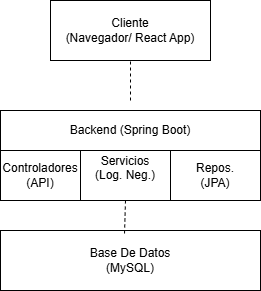 Cliente
(Navegador/ React App)
Backend (Spring Boot)
Controladores
(API)
Servicios
(Log. Neg.)
Repos.
(JPA)
Base De Datos
(MySQL)